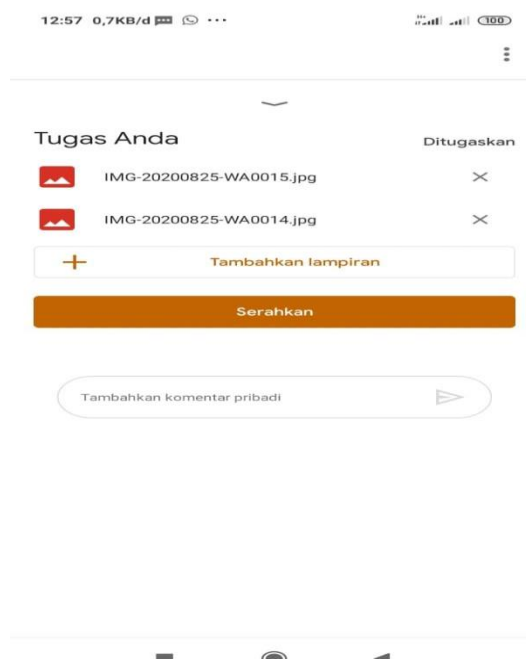 12:57 0,7KB/d ...
100
Tugas Anda
Ditugaskan
IMG-20200825-WA0015.jpg
IMG-20200825-WA0014.jpg
Tambahkan lampiran
Serahkan
Tambahkan komentar pribadi